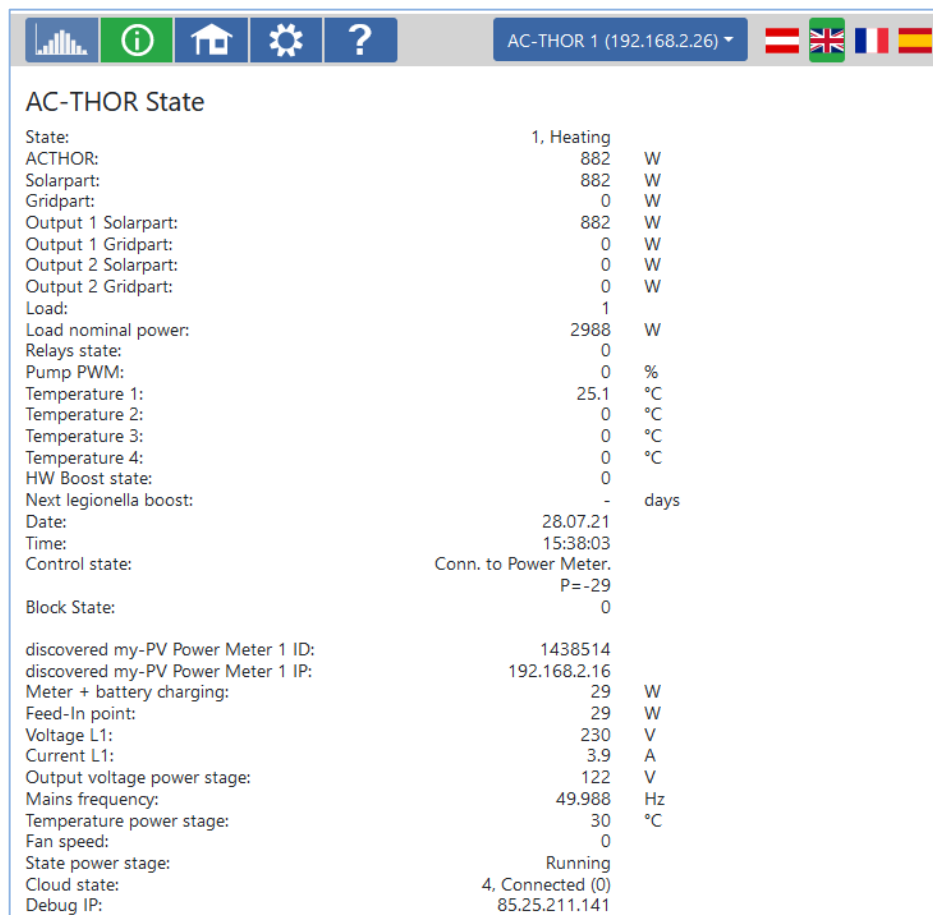 ?
AC-THOR 1 (192.168.2.26)
AC-THOR State
State: 1, Heating
ACTHOR: 882 W
Solarpart: 882 W
Gridpart: 0 W
Output 1 Solarpart: 882 W
Output 1 Gridpart: 0 W
Output 2 Solarpart: 0 W
Output 2 Gridpart: 0 W
Load: 1
Load nominal power: 2988 W
Relays state: 0
Pump PWM: 0 %
Temperature 1: 25.1 °C
Temperature 2: 0 °C
Temperature 3: 0 °C
Temperature 4: 0 °C
HW Boost state: 0
Next legionella boost: - days
Date: 28.07.21
Time: 15:38:03
Control state: Conn. to Power Meter.
P=-29
Block State: 0
discovered my-PV Power Meter 1 ID: 1438514
discovered my-PV Power Meter 1 IP: 192.168.2.16
Meter + battery charging: 29 W
Feed-In point: 29 W
Voltage L1: 230 V
Current L1: 3.9 A
Output voltage power stage: 122 V
Mains frequency: 49.988 Hz
Temperature power stage: 30 °C
Fan speed: 0
State power stage: Running
Cloud state: 4, Connected (0)
Debug IP: 85.25.211.141